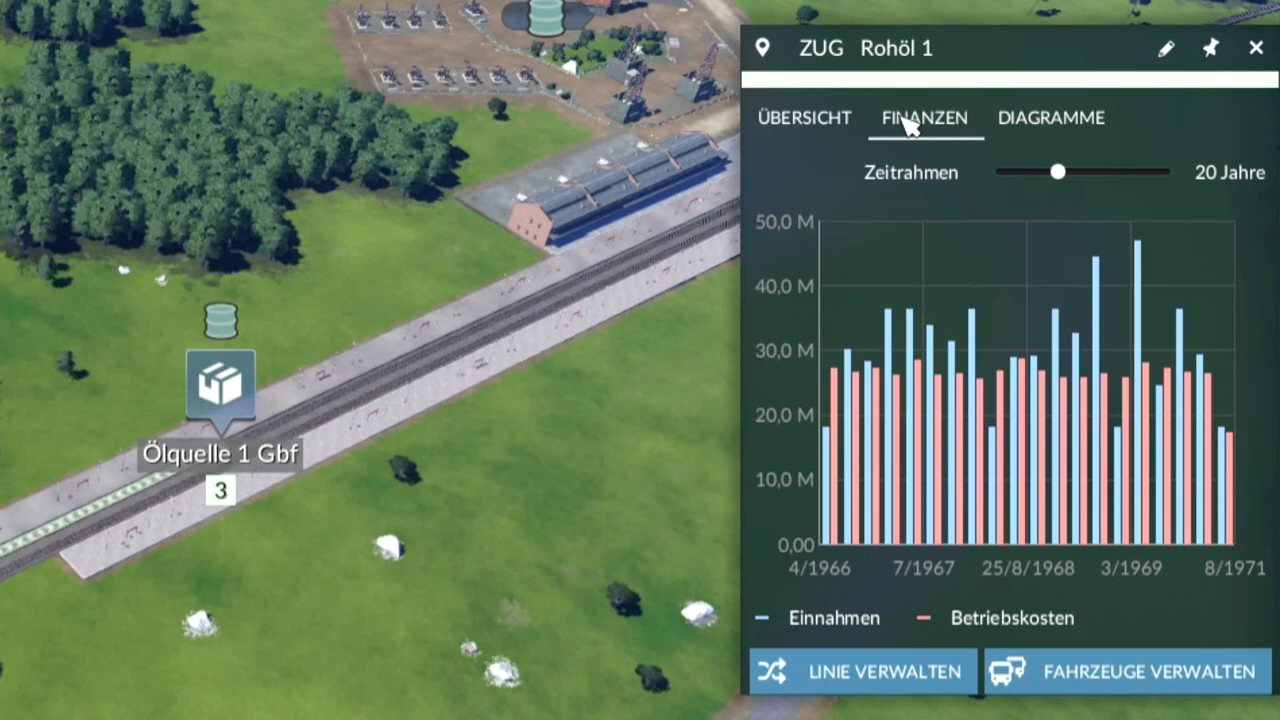 ZUG Rohöl 1
ÜBERSICHT FINANZEN DIAGRAMME
Zeitrahmen 20 Jahre
50,0 M
40,0 M
30,0 M
20,0 M
10,0 M
0,00
4/1966 7/1967 25/8/1968 3/1969 8/1971
Einnahmen Betriebskosten
LINIE VERWALTEN FAHRZEUGE VERWALTEN
Ölquelle 1 Gbf
3